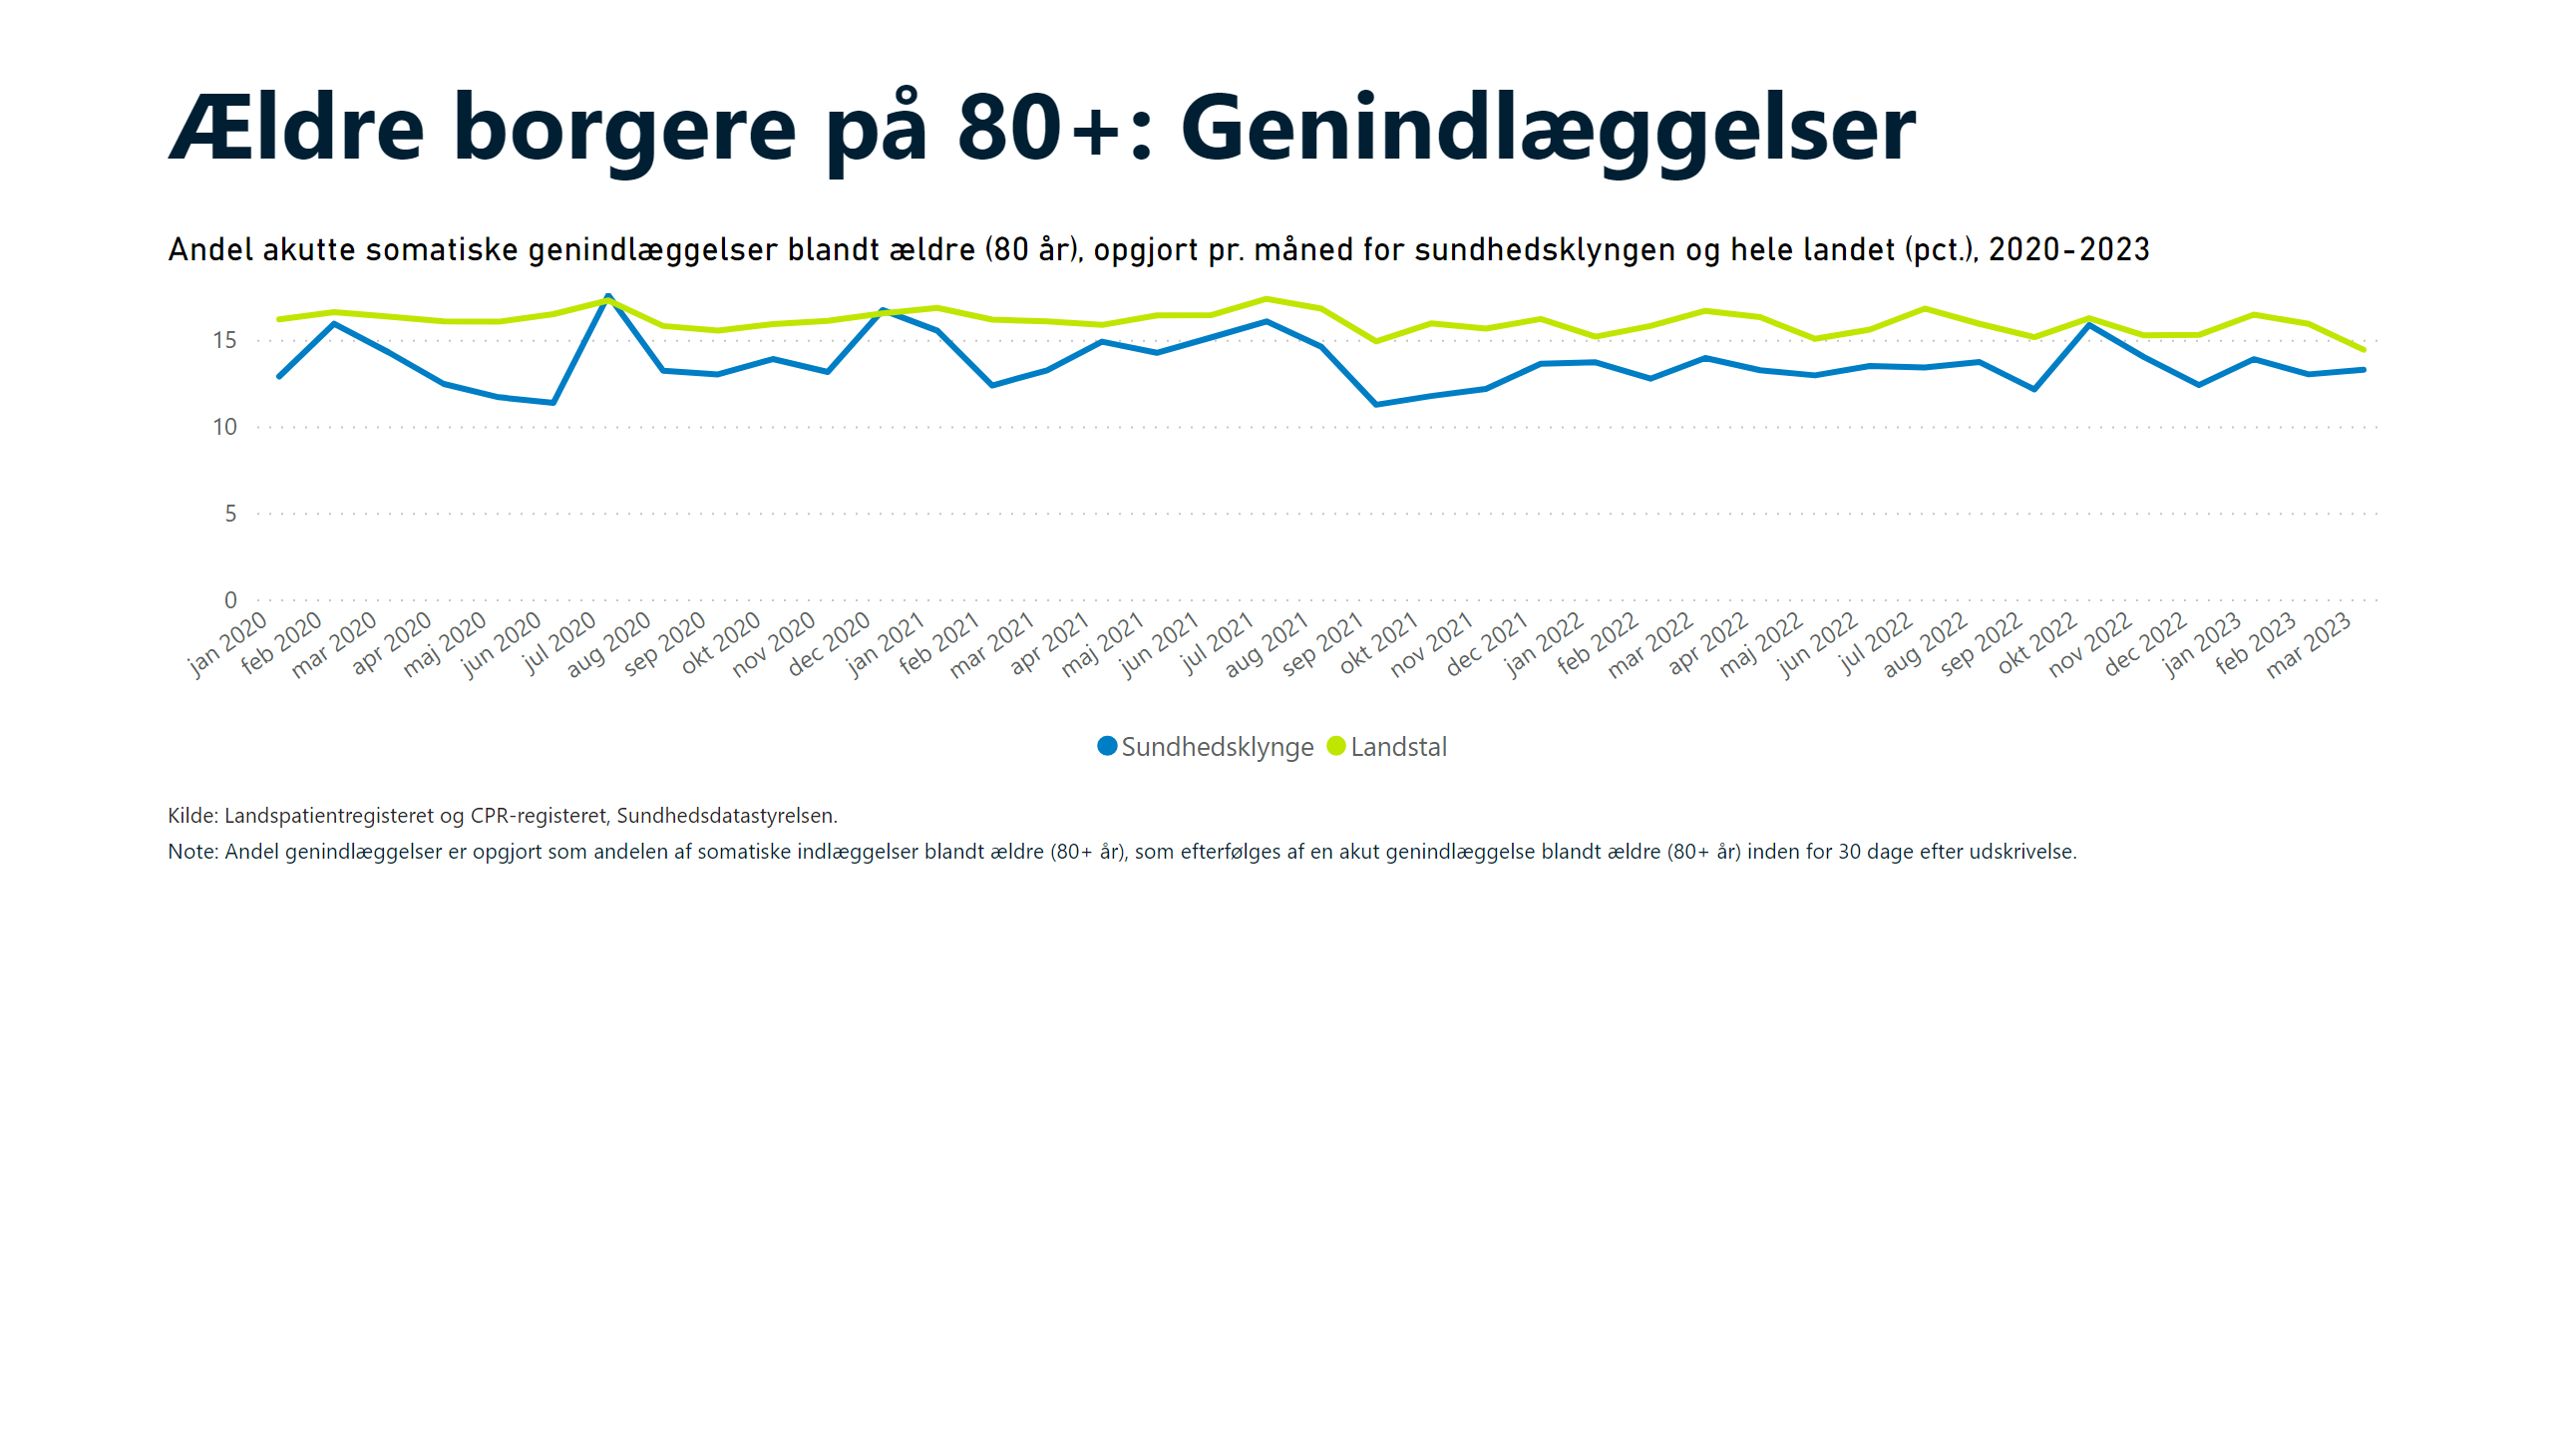 Ældre borgere på 80+: Genindlæggelser
Andel akutte somatiske genindlæggelser blandt ældre (80 år), opgjort pr. måned for sundhedsklyngen og hele landet (pct.), 2020-2023
15
10
5
0
jan 2020
feb 2020
mar 2020
apr 2020
maj 2020
jun 2020
jul 2020
aug 2020
sep 2020
okt 2020
nov 2020
dec 2020
jan 2021
feb 2021
mar 2021
apr 2021
maj 2021
jun 2021
jul 2021
aug 2021
sep 2021
okt 2021
nov 2021
dec 2021
jan 2022
feb 2022
mar 2022
apr 2022
maj 2022
jun 2022
jul 2022
aug 2022
sep 2022
okt 2022
nov 2022
dec 2022
jan 2023
feb 2023
mar 2023
Sundhedsklynge Landstal
Kilde: Landspatientregisteret og CPR-registeret, Sundhedsdatastyrelsen.
Note: Andel genindlæggelser er opgjort som andelen af somatiske indlæggelser blandt ældre (80+ år), som efterfølges af en akut genindlæggelse blandt ældre (80+ år) inden for 30 dage efter udskrivelse.